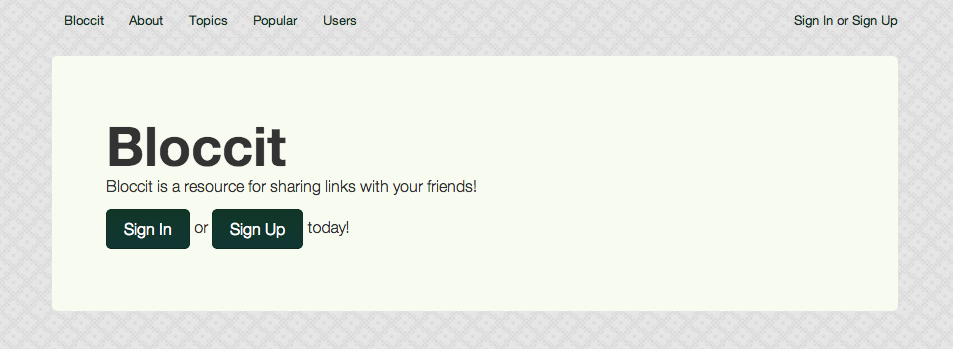 Bloccit About Topics Popular Users Sign In or Sign Up
Bloccit
Bloccit is a resource for sharing links with your friends!
Sign In or Sign Up today!